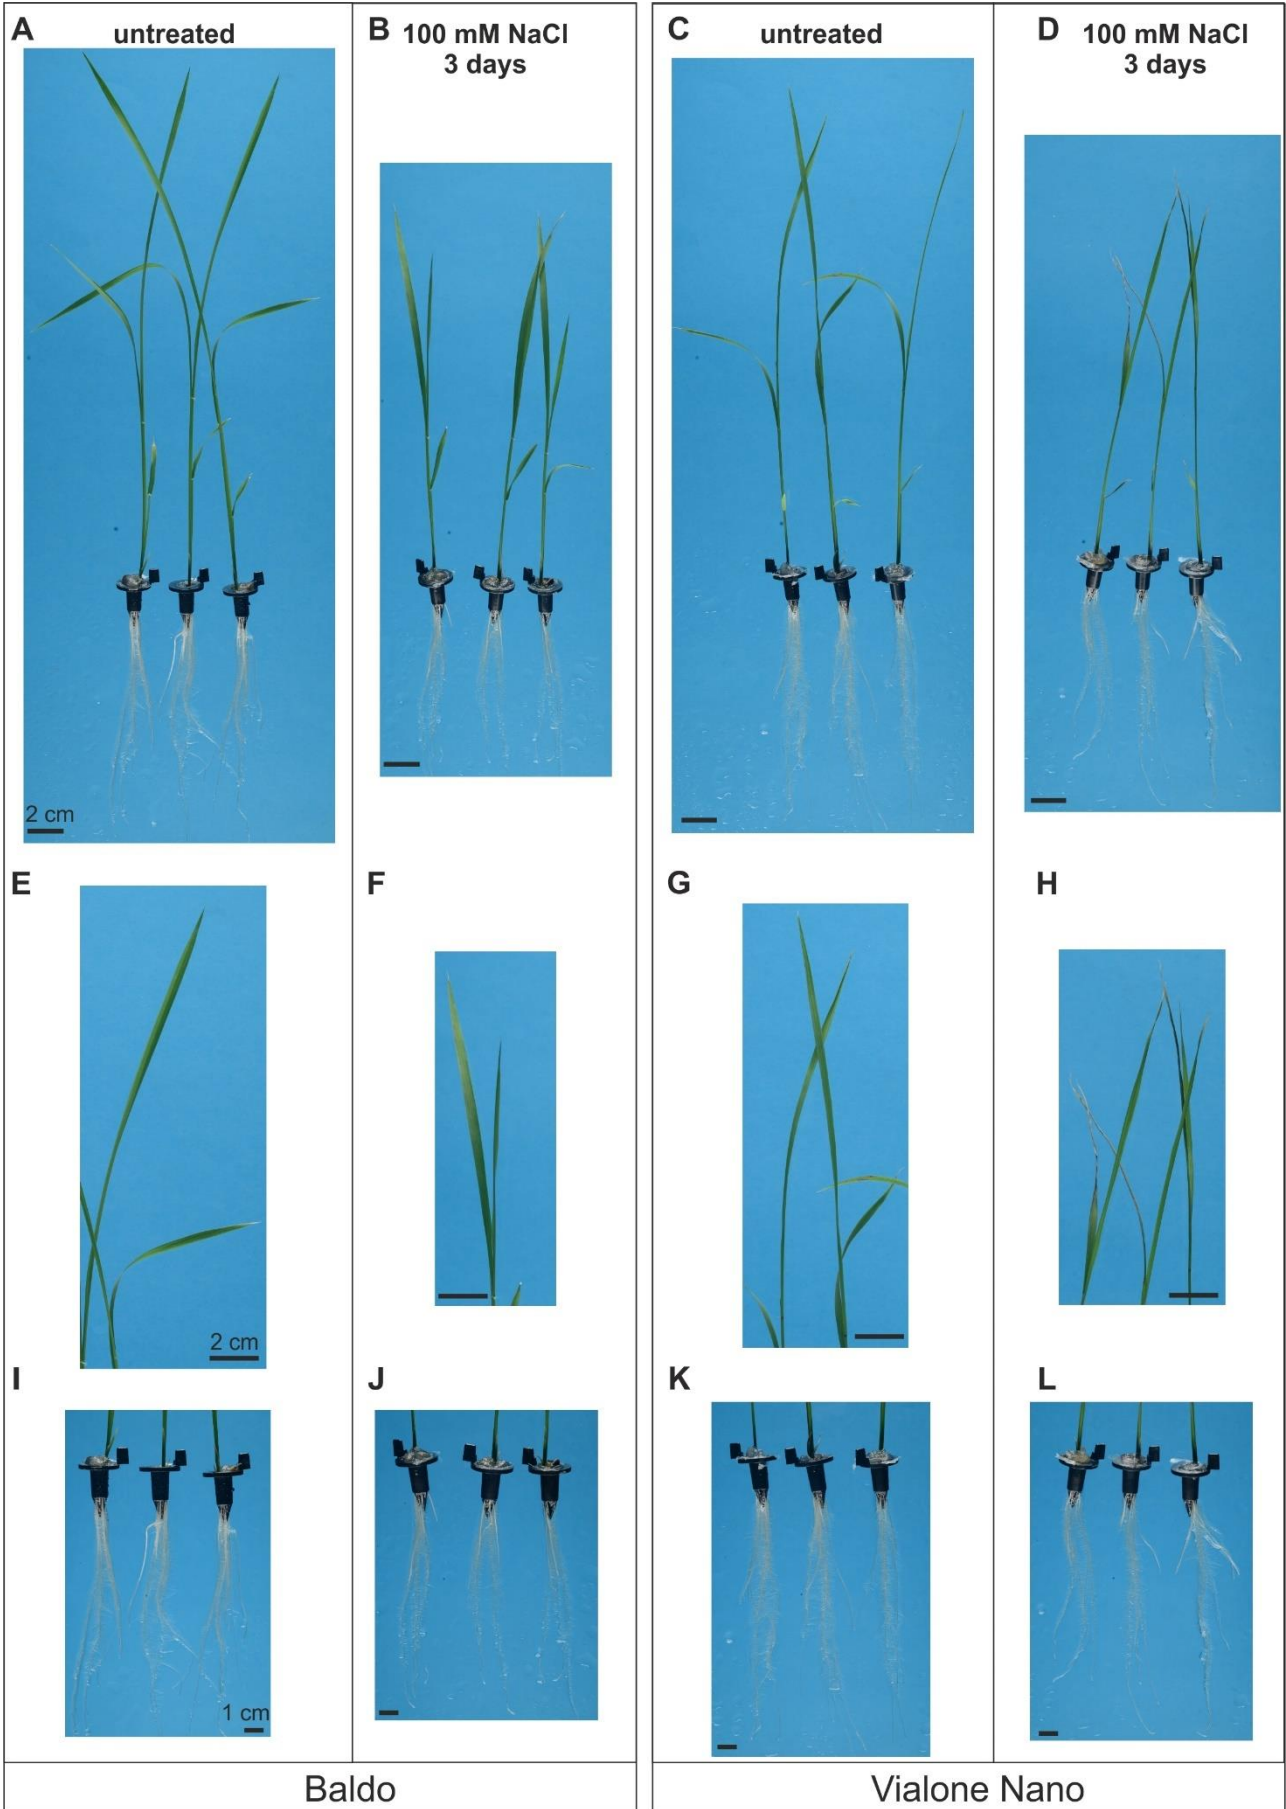 A
untreated
B 100 mM NaCl
3 days
C
untreated
D 100 mM NaCl
3 days
2 cm
E
F
G
H
2 cm
I
J
K
L
1 cm
Baldo
Vialone Nano